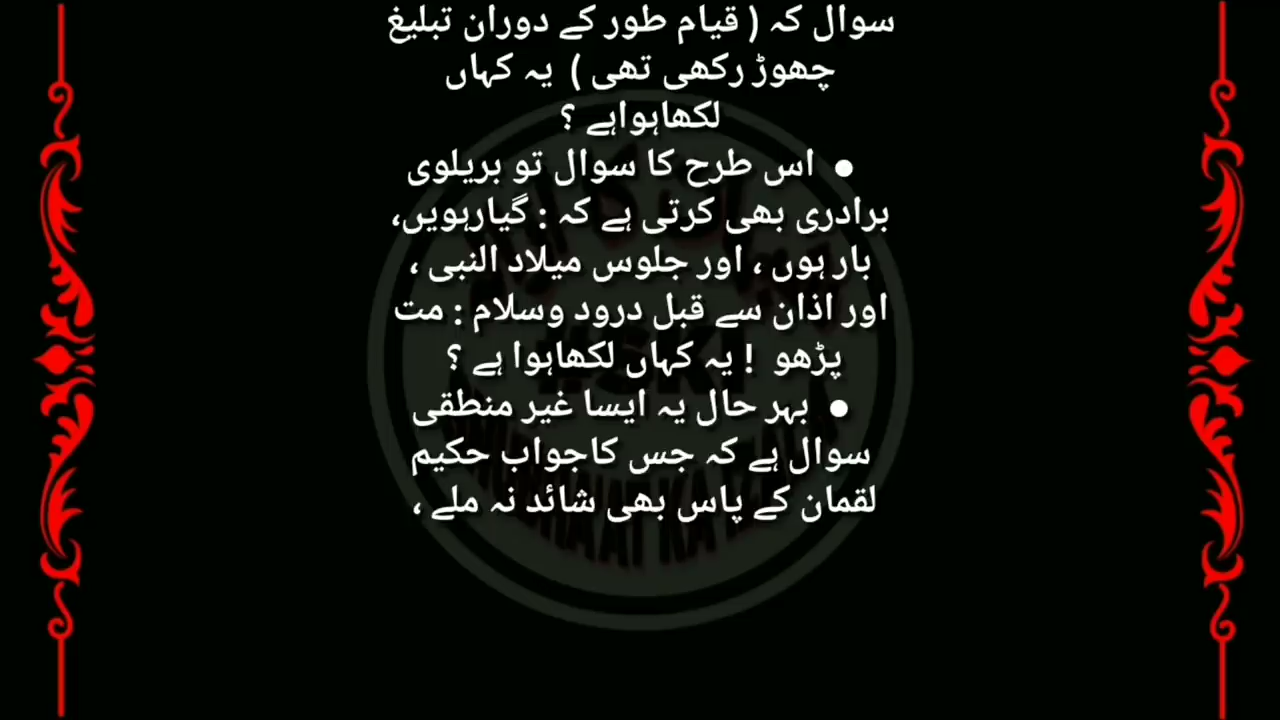 سوال کہ ( قیام طور کے دوران تبلیغ
چھوڑ رکھی تھی ) یہ کہاں
لکھاہواہے ؟
● اس طرح کا سوال تو بریلوی
برادری بھی کرتی ہے کہ : گیارہویں،
بار ہوں ، اور جلوس میلاد النبی ،
اور اذان سے قبل درود وسلام : مت
پڑھو ! یہ کہاں لکھاہوا ہے ؟
● بہر حال یہ ایسا غیر منطقی
سوال ہے کہ جس کاجواب حکیم
لقمان کے پاس بھی شائد نہ ملے ،